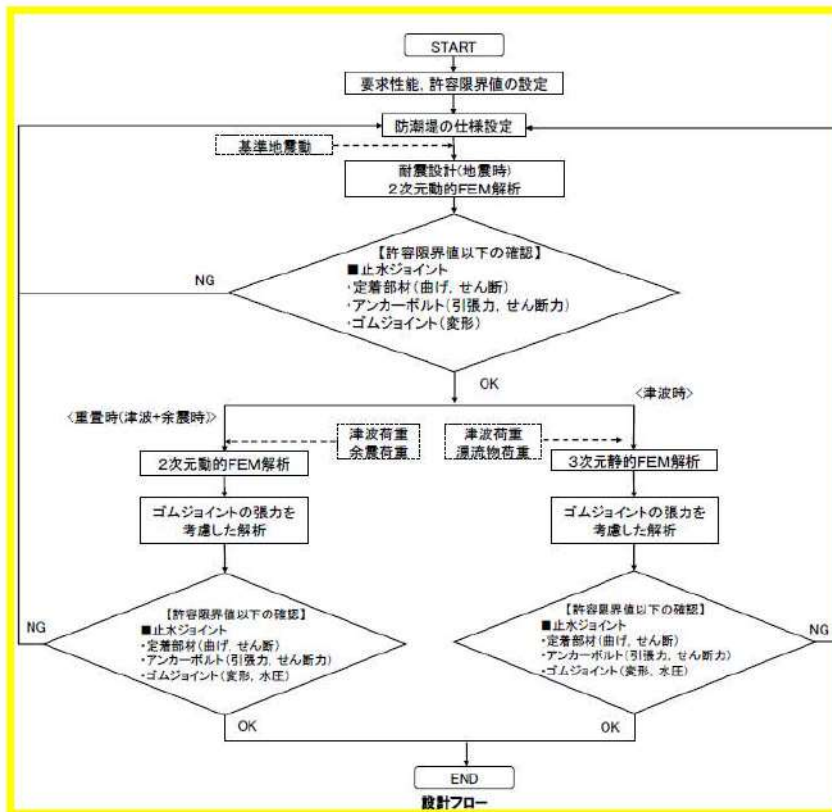 START
要求性能，許容限界値の設定
防潮堤の仕様設定
基準地震動
耐震設計(地震時)
2次元動的FEM解析
【許容限界値以下の確認】
■止水ジョイント
・定着部材(曲げ，せん断)
・アンカーボルト(引張力，せん断力)
・ゴムジョイント(変形)
NG
OK
<重畳時(津波+余震時)>
<津波時>
津波荷重
余震荷重
津波荷重
漂流物荷重
2次元動的FEM解析
3次元静的FEM解析
ゴムジョイントの張力を
考慮した解析
ゴムジョイントの張力を
考慮した解析
【許容限界値以下の確認】
■止水ジョイント
・定着部材(曲げ，せん断)
・アンカーボルト(引張力，せん断力)
・ゴムジョイント(変形，水圧)
NG
【許容限界値以下の確認】
■止水ジョイント
・定着部材(曲げ，せん断)
・アンカーボルト(引張力，せん断力)
・ゴムジョイント(変形，水圧)
NG
OK
OK
END
設計フロー